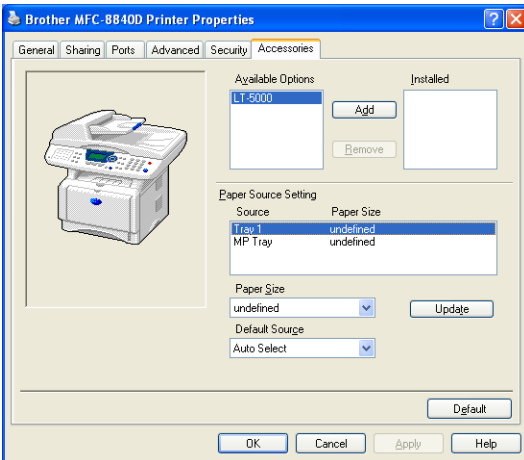 Brother MFC-8840D Printer Properties
General Sharing Ports Advanced Security Accessories
Available Options Installed
LT-5000
Add
Remove
Paper Source Setting
Source Paper Size
Tray 1 undefined
MP Tray undefined
Paper Size
undefined Update
Default Source
Auto Select
Default
OK Cancel Apply Help